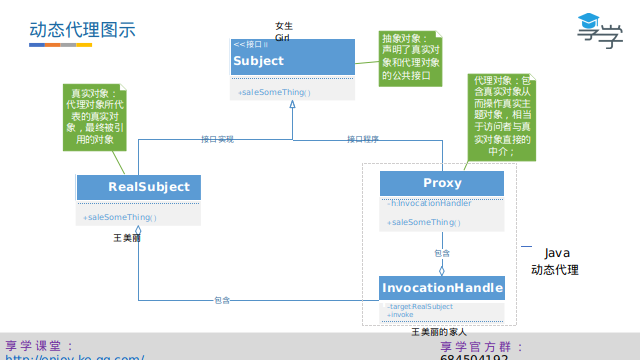 动态代理图示
女生
Girl
<<接口>>
Subject
+saleSomeThing()
抽象对象：
声明了真实对
象和代理对象
的公共接口
享学
真实对象：
代理对象所代
表的真实对
象，最终被引
用的对象
代理对象：包
含真实对象从
而操作真实主
题对象，相当
于访问者与真
实对象直接的
中介；
接口实现
接口程序
RealSubject
+saleSomeThing()
王美丽
Proxy
-h:InvocationHandler
+saleSomeThing()
包含
InvocationHandle
-target:RealSubject
+invoke
包含
王美丽的家人
Java
动态代理
享学课堂：
http://enjoy.ke.qq.com/
享学官方群：
684504192